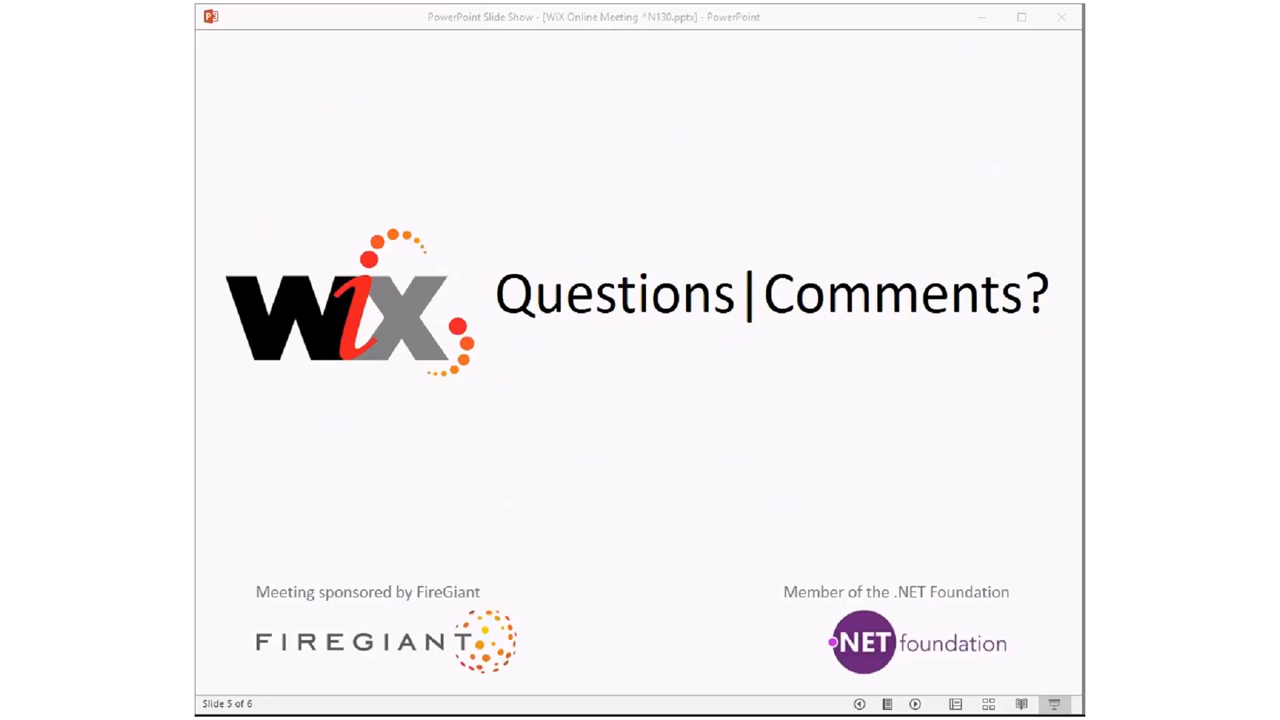 PowerPoint Slide Show - [WiX Online Meeting ^N130.pptx] - PowerPoint
WiX
Questions|Comments?
Meeting sponsored by FireGiant
Member of the .NET Foundation
FIREGIANT
.NET foundation
Slide 5 of 6